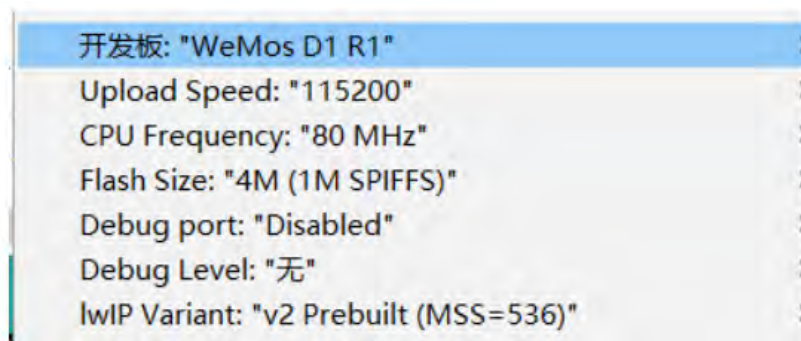 开发板: "WeMos D1 R1"
Upload Speed: "115200"
CPU Frequency: "80 MHz"
Flash Size: "4M (1M SPIFFS)"
Debug port: "Disabled"
Debug Level: "无"
lwIP Variant: "v2 Prebuilt (MSS=536)"